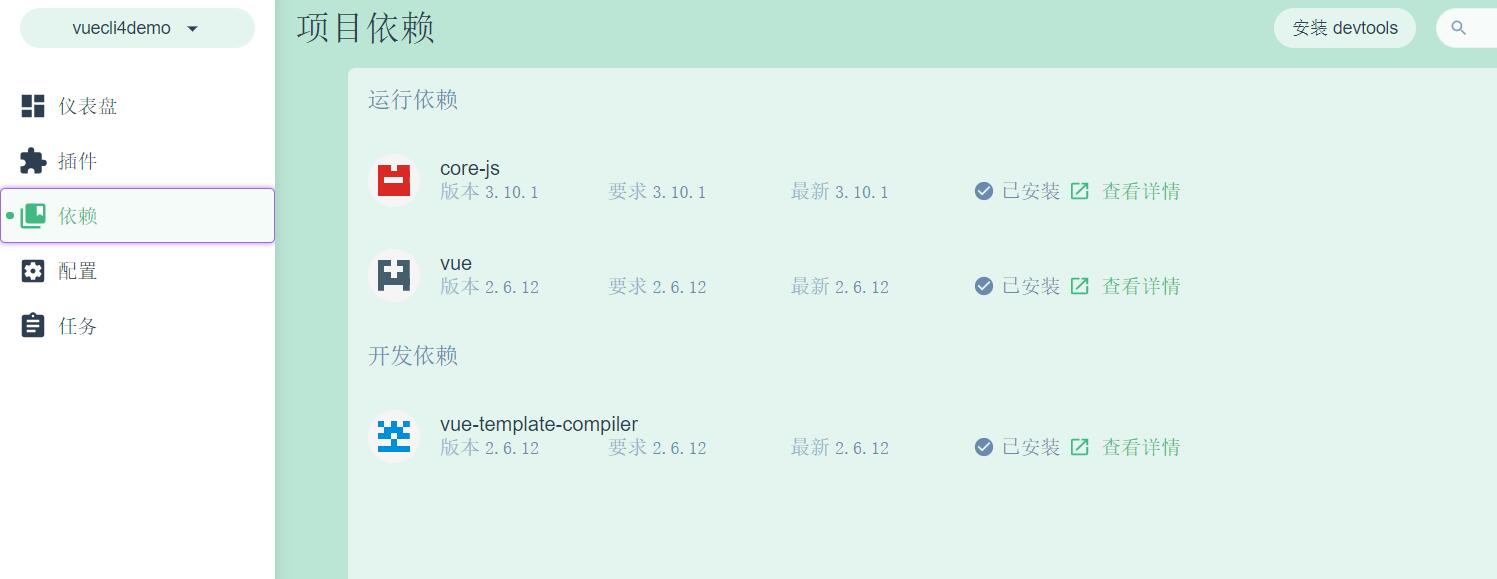 vuecli4demo
仪表盘
插件
依赖
配置
任务
项目依赖
安装 devtools
运行依赖
core-js
版本 3.10.1 要求 3.10.1 最新 3.10.1 已安装 查看详情
vue
版本 2.6.12 要求 2.6.12 最新 2.6.12 已安装 查看详情
开发依赖
vue-template-compiler
版本 2.6.12 要求 2.6.12 最新 2.6.12 已安装 查看详情